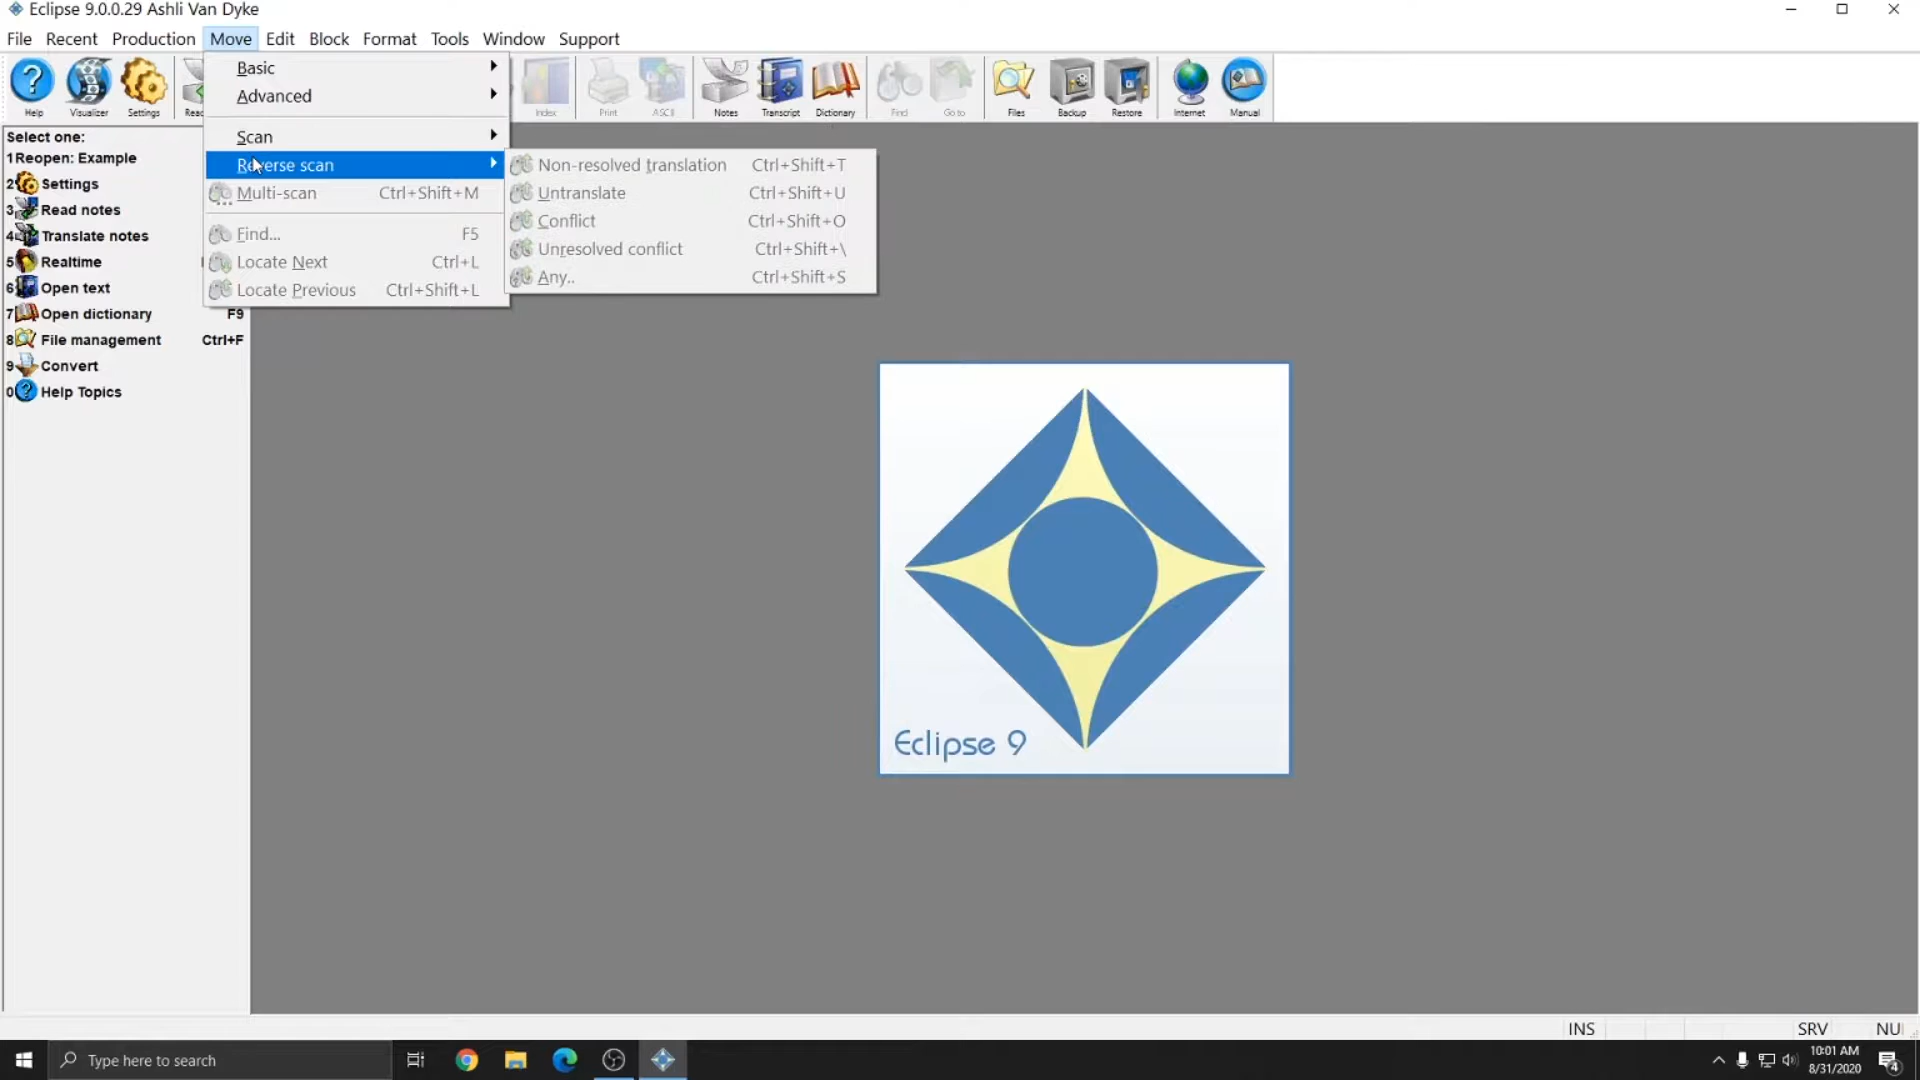 Eclipse 9.0.0.29 Ashli Van Dyke
File Recent Production Move Edit Block Format Tools Window Support
Help Visualizer Settings Index Print ASCII Notes Transcript Dictionary Find Go to Files Backup Restore Internet Manual
Basic
Advanced
Scan
Reverse scan
Multi-scan Ctrl+Shift+M
Find... F5
Locate Next Ctrl+L
Locate Previous Ctrl+Shift+L
Non-resolved translation Ctrl+Shift+T
Untranslate Ctrl+Shift+U
Conflict Ctrl+Shift+O
Unresolved conflict Ctrl+Shift+\
Any.. Ctrl+Shift+S
Select one:
1 Reopen: Example
2 Settings
3 Read notes
4 Translate notes
5 Realtime
6 Open text
7 Open dictionary F9
8 File management Ctrl+F
9 Convert
0 Help Topics
Eclipse 9
INS SRV NU
Type here to search
10:01 AM
8/31/2020
4